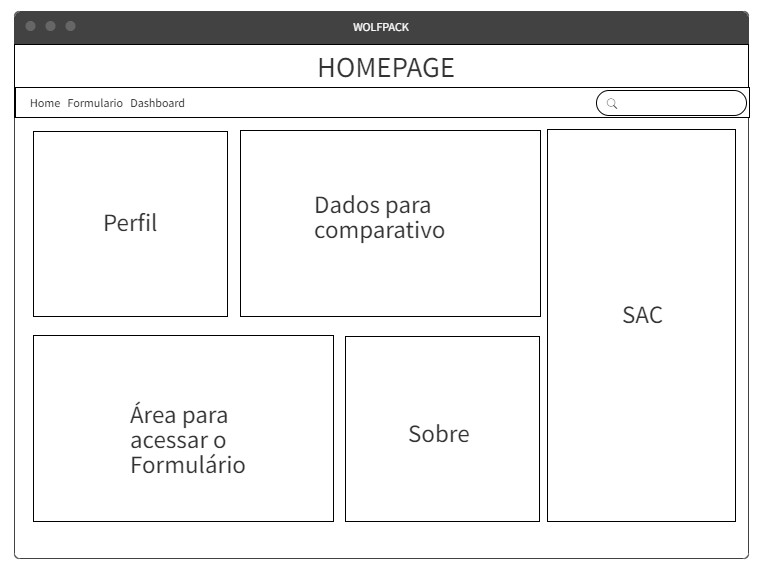 WOLFPACK
HOMEPAGE
Home Formulario Dashboard
Perfil
Dados para
comparativo
SAC
Área para
acessar o
Formulário
Sobre